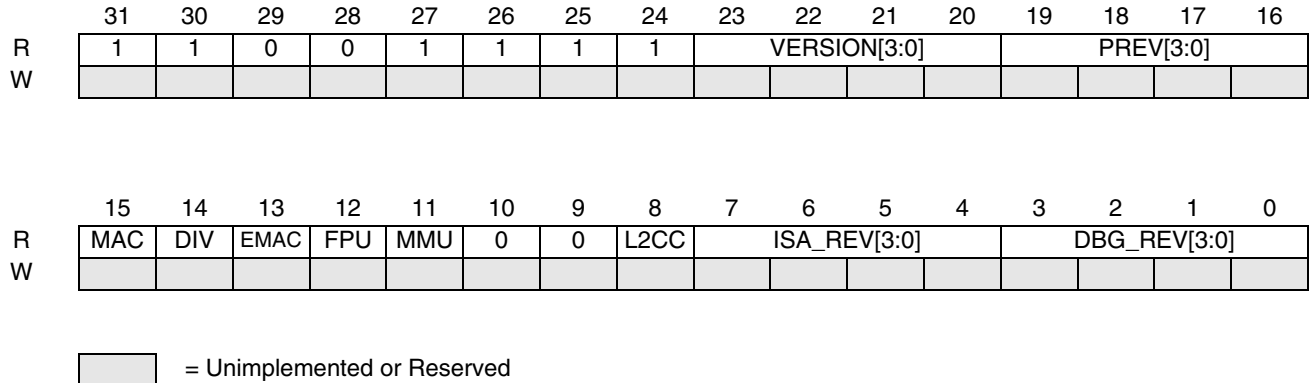 31 30 29 28 27 26 25 24 23 22 21 20 19 18 17 16
R 1 1 0 0 1 1 1 1 VERSION[3:0] PREV[3:0]
W
15 14 13 12 11 10 9 8 7 6 5 4 3 2 1 0
R MAC DIV EMAC FPU MMU 0 0 L2CC ISA_REV[3:0] DBG_REV[3:0]
W
= Unimplemented or Reserved